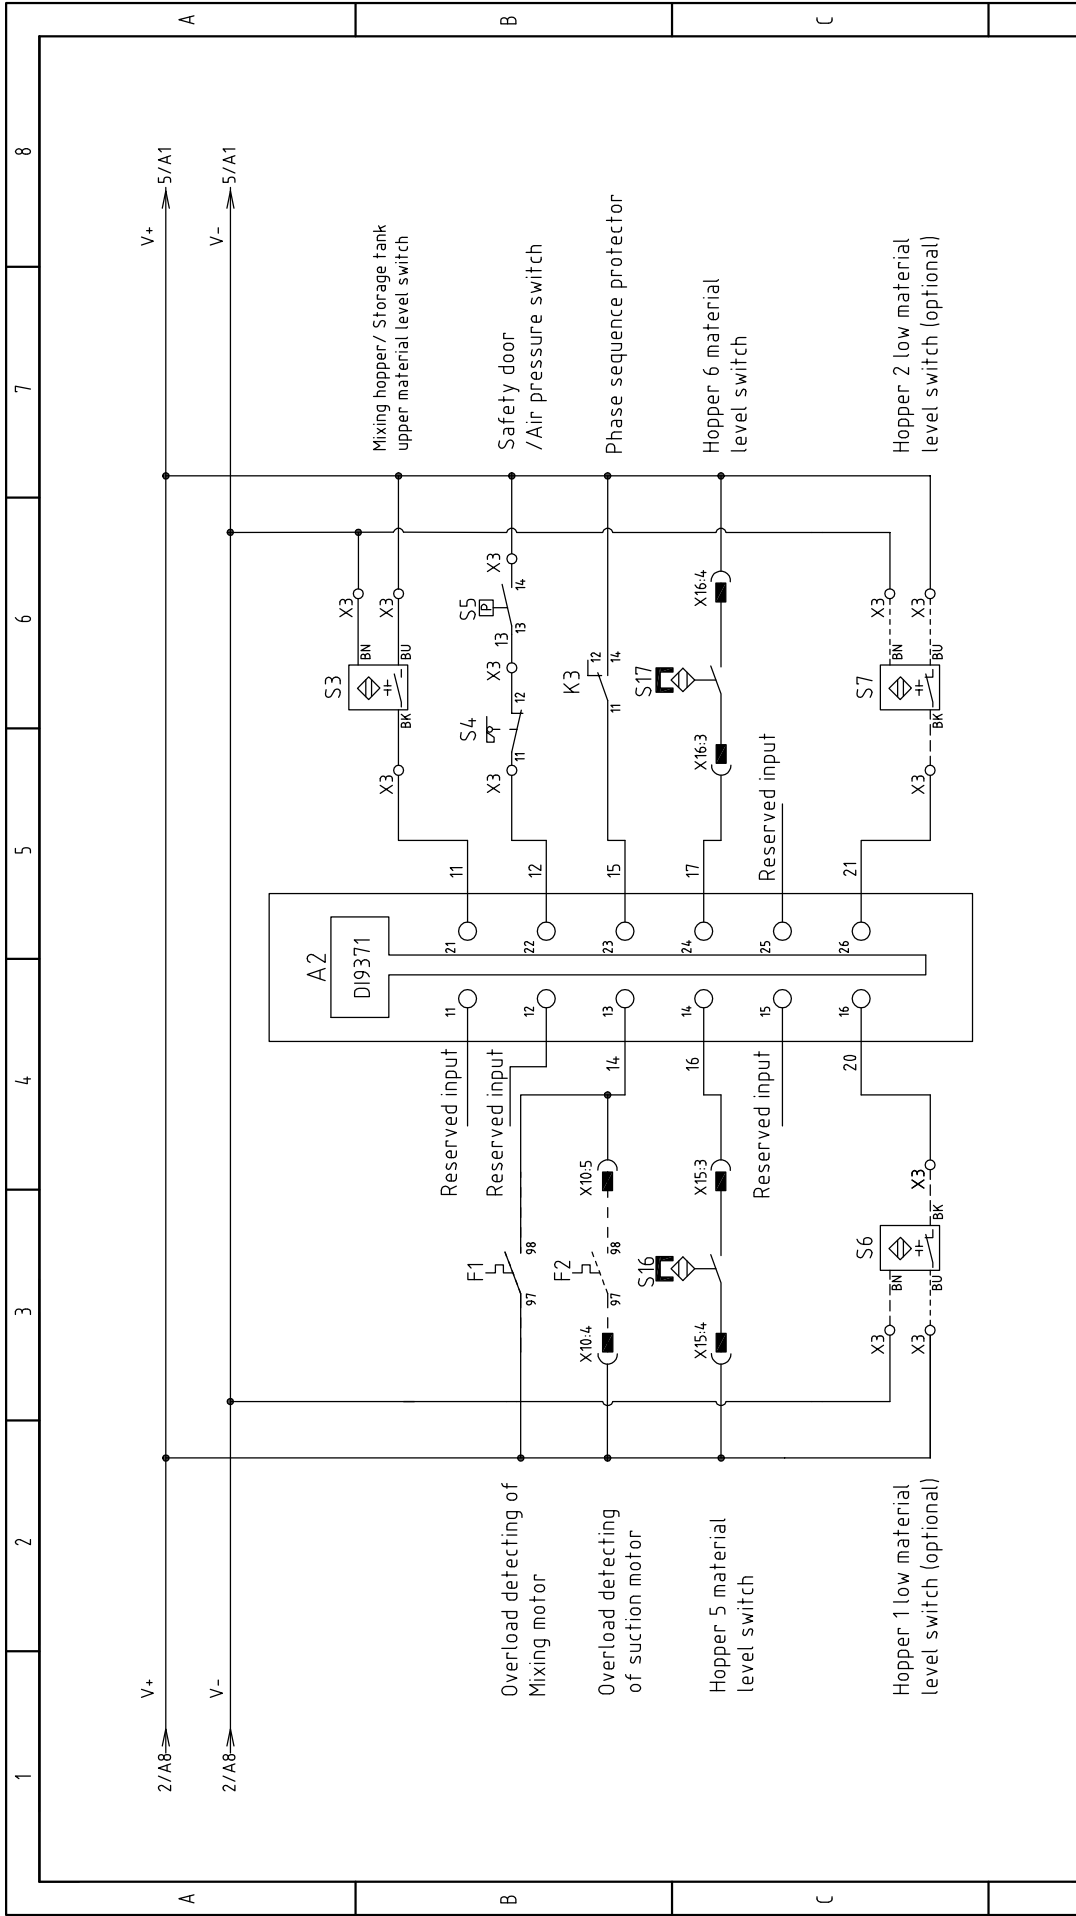 1
2
3
4
5
6
7
8
A
A
2/A8
V+
V+
5/A1
2/A8
V-
V-
5/A1
B
B
C
C
A2
DI9371
11
12
13
14
15
16
21
22
23
24
25
26
Reserved input
Reserved input
14
16
Reserved input
20
11
12
15
17
Reserved input
21
Overload detecting of
Mixing motor
F1
97
98
Overload detecting
of suction motor
X10:4
F2
97
98
X10:5
Hopper 5 material
level switch
X15:4
S16
X15:3
Hopper 1 low material
level switch (optional)
X3
X3
S6
BN
BU
BK
X3
X3
S3
BK
BN
BU
X3
X3
Mixing hopper/ Storage tank
upper material level switch
X3
S4
11
12
X3
13
S5
P
13
14
X3
Safety door
/Air pressure switch
K3
11
12
14
Phase sequence protector
X16:3
S17
X16:4
Hopper 6 material
level switch
X3
S7
BK
BN
BU
X3
X3
Hopper 2 low material
level switch (optional)